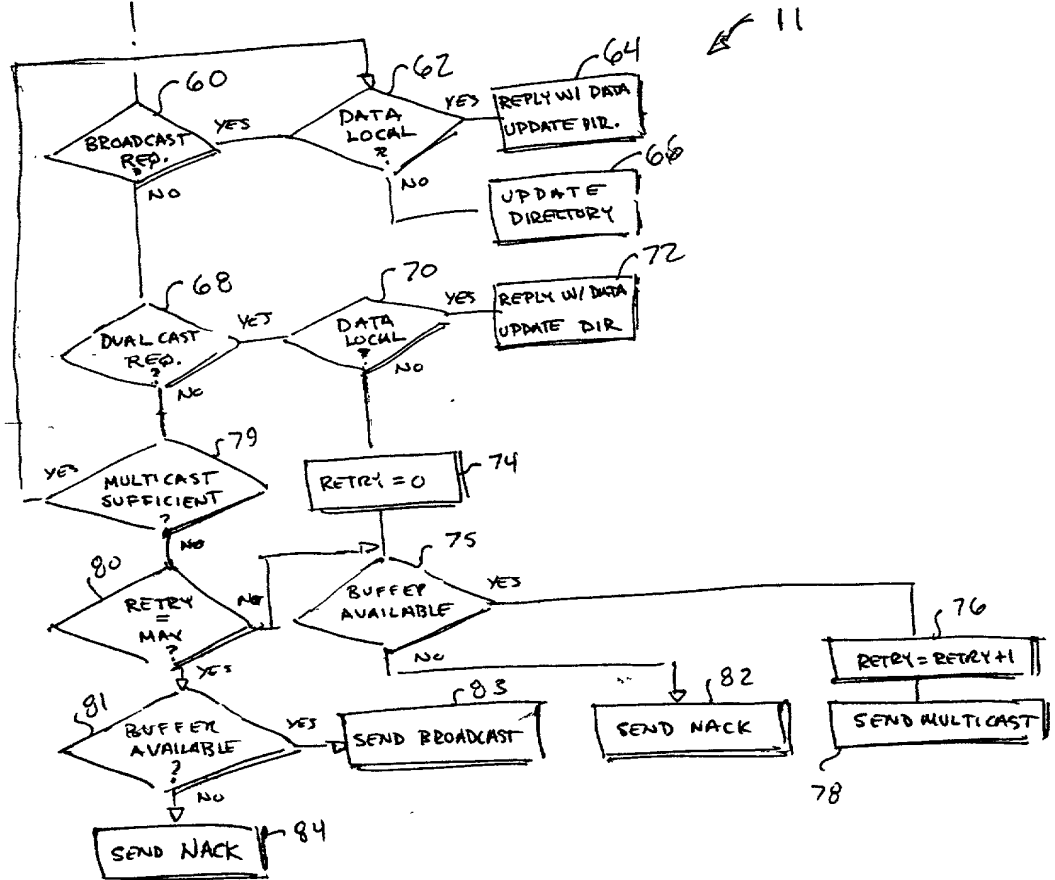 11
60
BROADCAST
REQ.
?
YES
NO
62
DATA
LOCAL
?
YES
NO
64
REPLY W/ DATA
UPDATE DIR.
66
UPDATE
DIRECTORY
68
DUAL CAST
REQ.
?
YES
NO
70
DATA
LOCAL
?
YES
NO
72
REPLY W/ DATA
UPDATE DIR
79
MULTICAST
SUFFICIENT
?
YES
NO
74
RETRY = 0
80
RETRY
=
MAX
?
NO
YES
75
BUFFER
AVAILABLE
YES
NO
76
RETRY=RETRY+1
SEND MULTICAST
78
81
BUFFER
AVAILABLE
?
YES
NO
83
SEND BROADCAST
82
SEND NACK
84
SEND NACK